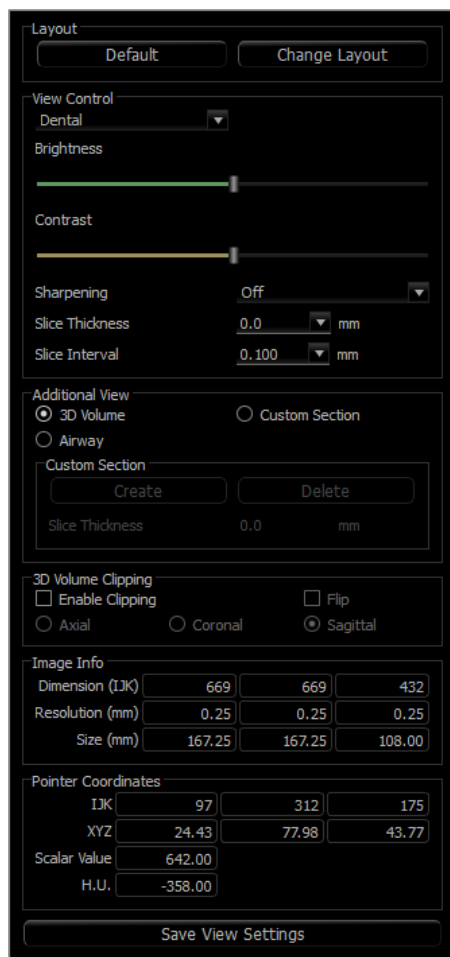 Layout
Default Change Layout
View Control
Dental
Brightness
Contrast
Sharpening Off
Slice Thickness 0.0 mm
Slice Interval 0.100 mm
Additional View
3D Volume Custom Section
Airway
Custom Section
Create Delete
Slice Thickness 0.0 mm
3D Volume Clipping
Enable Clipping Flip
Axial Coronal Sagittal
Image Info
Dimension (IJK) 669 669 432
Resolution (mm) 0.25 0.25 0.25
Size (mm) 167.25 167.25 108.00
Pointer Coordinates
IJK 97 312 175
XYZ 24.43 77.98 43.77
Scalar Value 642.00
H.U. -358.00
Save View Settings